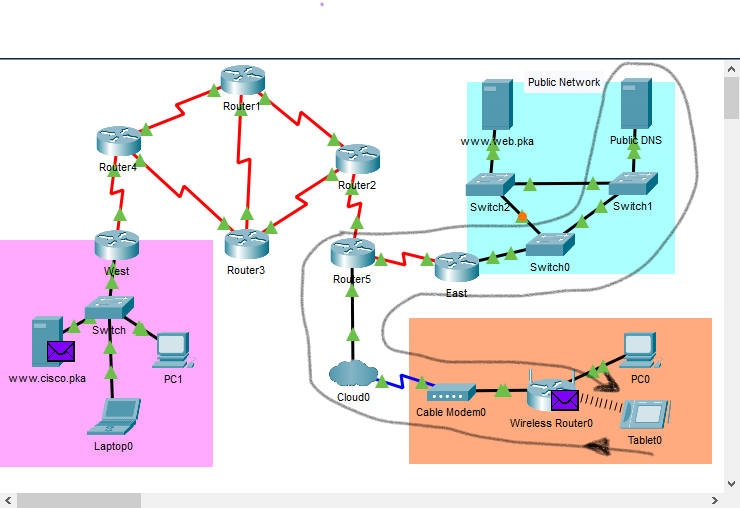 Public Network
Router1
www.web.pka
Public DNS
Router4
Router2
Switch2
Switch1
West
Router3
Router5
Switch0
East
Switch
www.cisco.pka
PC1
Cloud0
PC0
Cable Modem0
Wireless Router0
Laptop0
Tablet0